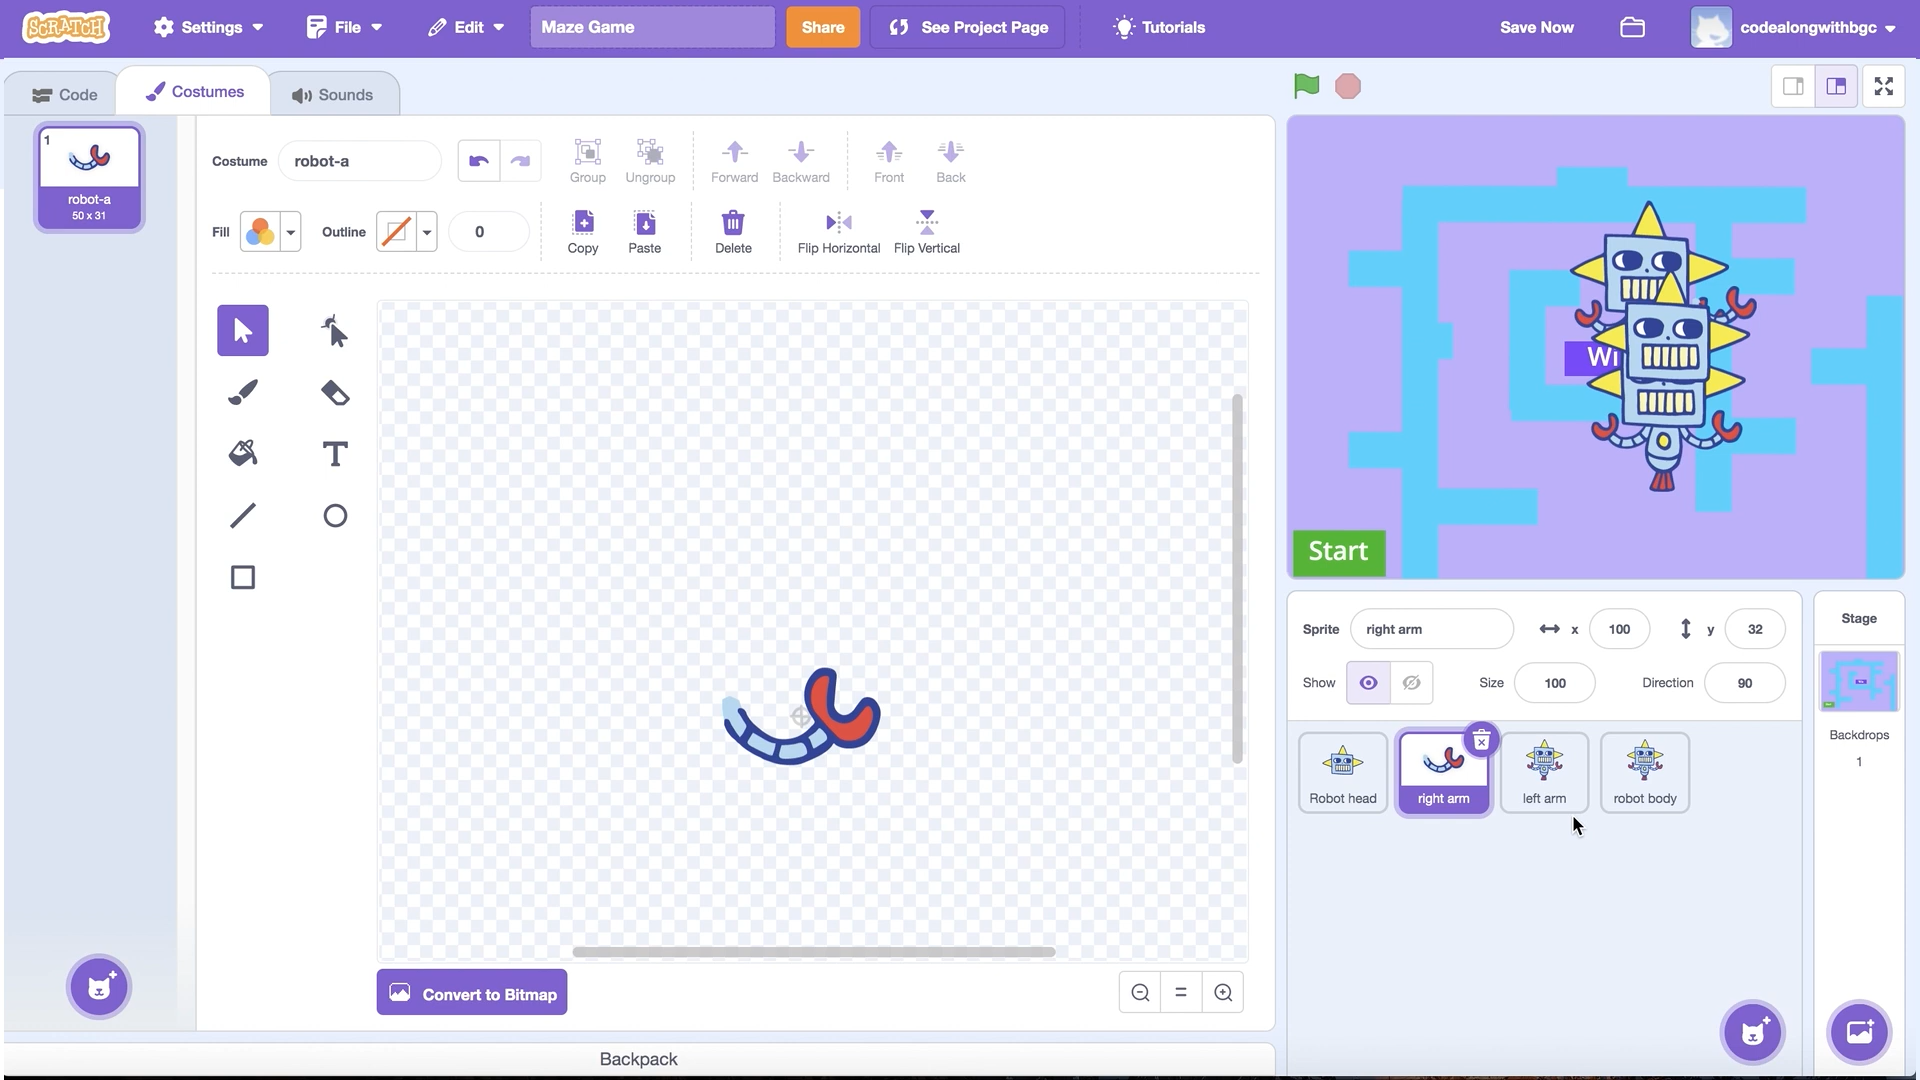 SCRATCH Settings File Edit Maze Game Share See Project Page Tutorials Save Now codealongwithbgc
Code Costumes Sounds
1
robot-a
50 x 31
Costume robot-a Group Ungroup Forward Backward Front Back
Fill Outline 0 Copy Paste Delete Flip Horizontal Flip Vertical
T
Convert to Bitmap
=
Backpack
Wi
Start
Sprite right arm x 100 y 32
Show Size 100 Direction 90
Robot head right arm left arm robot body
Stage
Backdrops
1